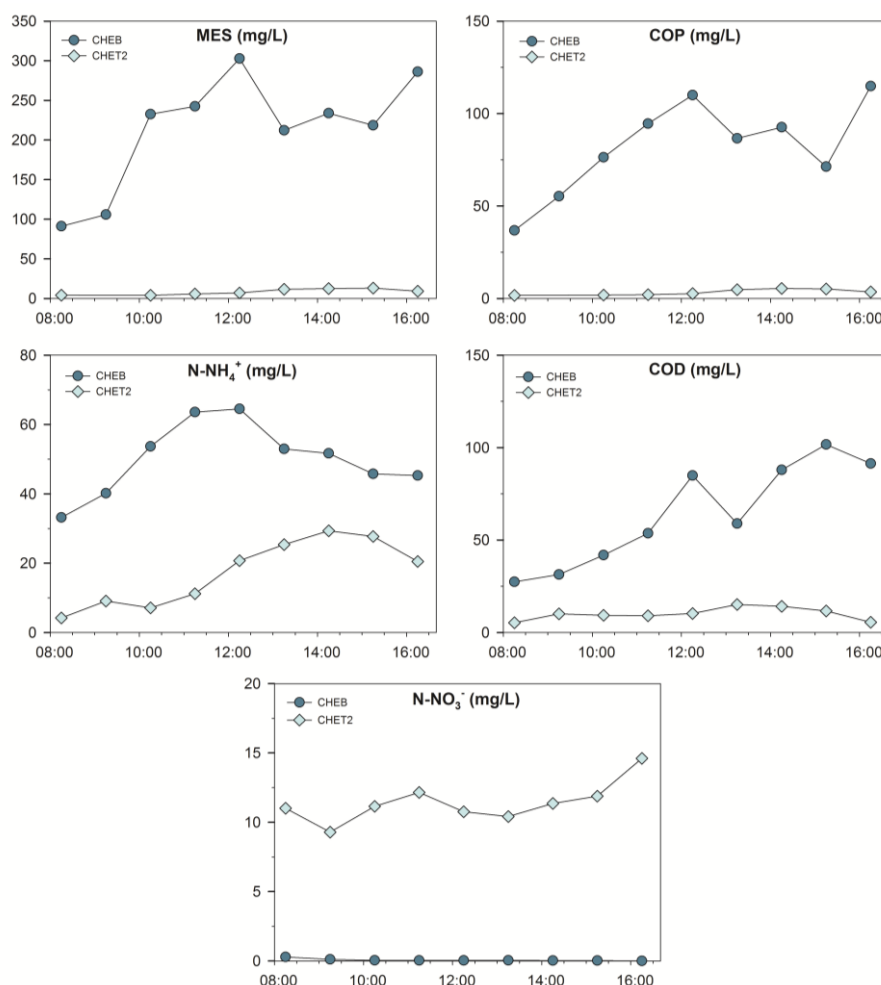 MES (mg/L)
CHEB
CHET2
350
300
250
200
150
100
50
0
08:00 10:00 12:00 14:00 16:00
COP (mg/L)
CHEB
CHET2
150
100
50
0
08:00 10:00 12:00 14:00 16:00
N-NH₄⁺ (mg/L)
CHEB
CHET2
80
60
40
20
0
08:00 10:00 12:00 14:00 16:00
COD (mg/L)
CHEB
CHET2
150
100
50
0
08:00 10:00 12:00 14:00 16:00
N-NO₃⁻ (mg/L)
CHEB
CHET2
20
15
10
5
0
08:00 10:00 12:00 14:00 16:00